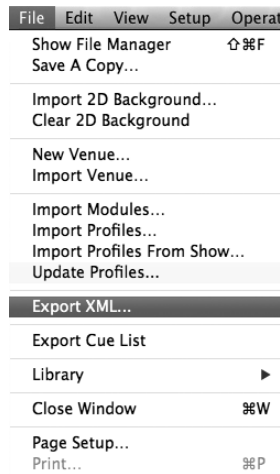 File Edit View Setup Operat
Show File Manager ⇧⌘F
Save A Copy...
Import 2D Background...
Clear 2D Background
New Venue...
Import Venue...
Import Modules...
Import Profiles...
Import Profiles From Show...
Update Profiles...
Export XML...
Export Cue List
Library ▶
Close Window ⌘W
Page Setup...
Print... ⌘P